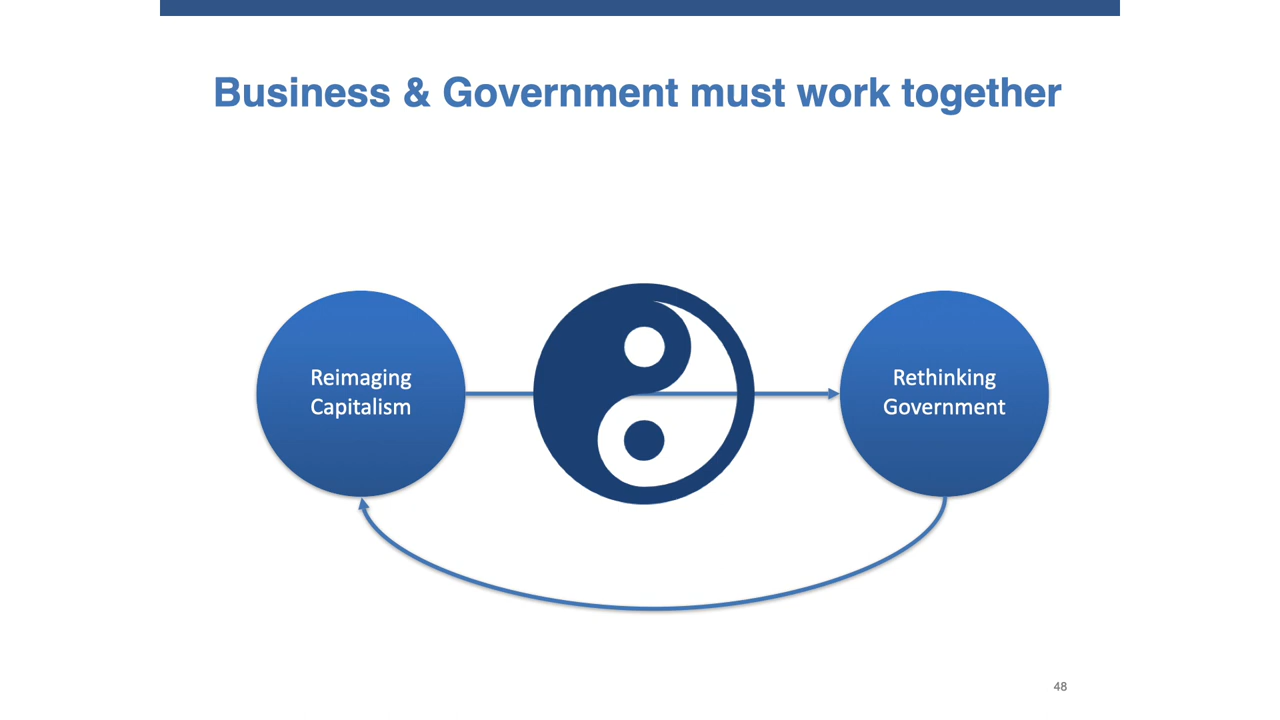 Business & Government must work together
Reimaging
Capitalism
Rethinking
Government
48